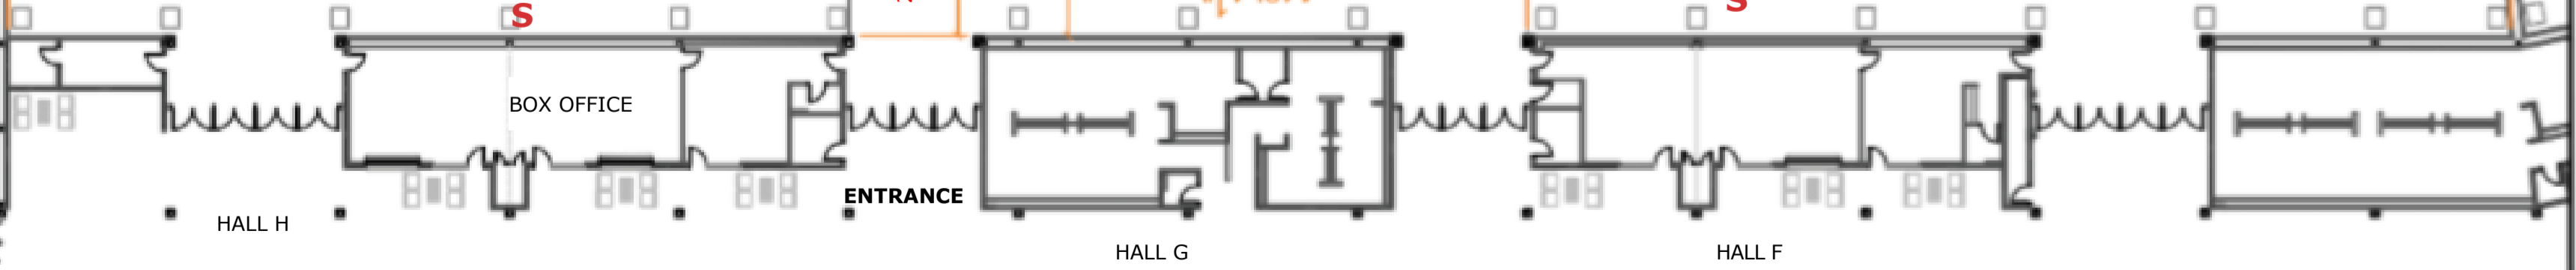 S
S
BOX OFFICE
ENTRANCE
HALL H
HALL G
HALL F